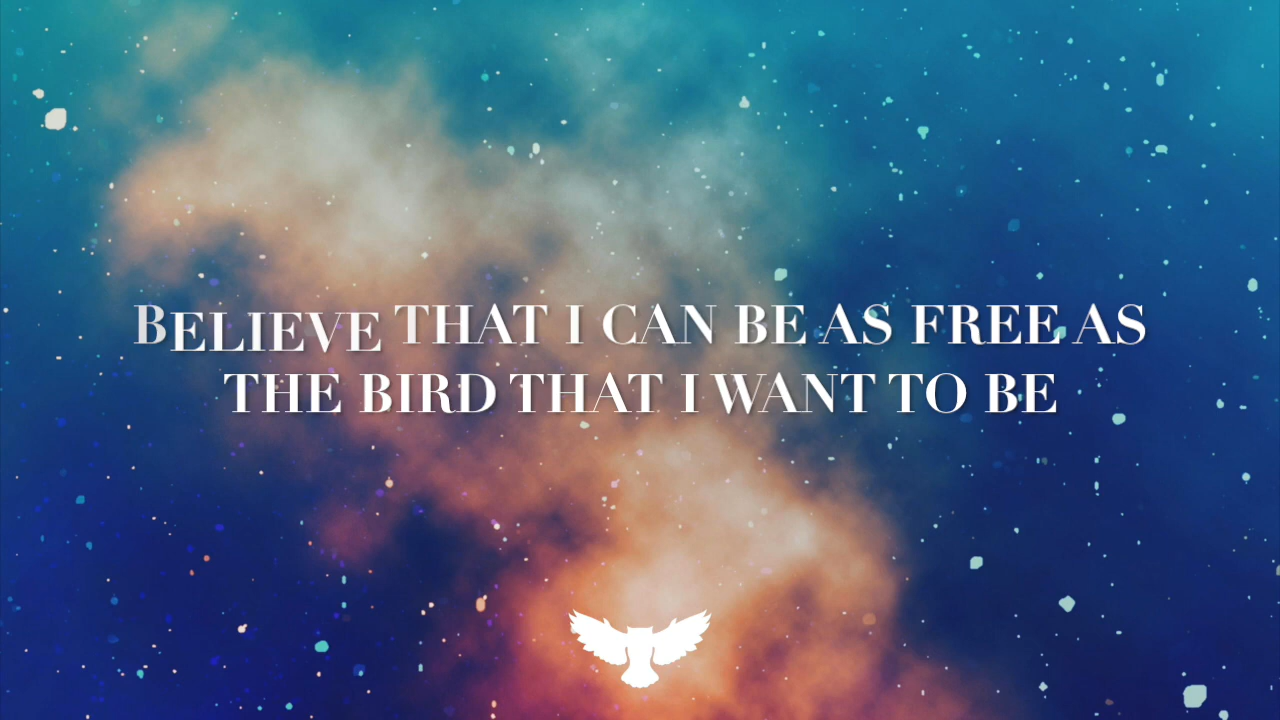 BELIEVE THAT I CAN BE AS FREE AS
THE BIRD THAT I WANT TO BE